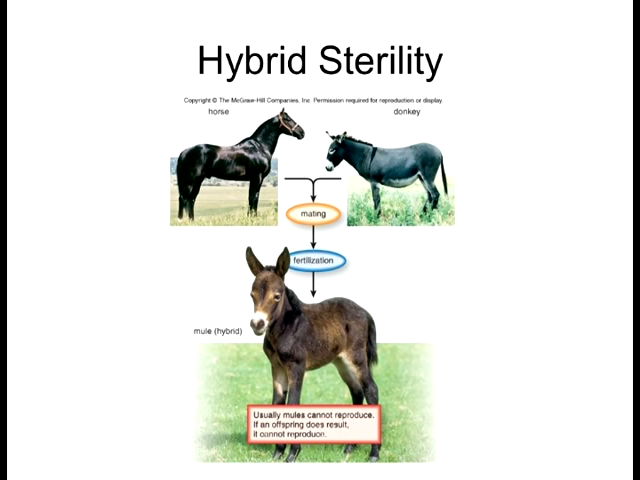 Hybrid Sterility
Copyright © The McGraw-Hill Companies, Inc. Permission required for reproduction or display
horse
donkey
mating
fertilization
mule (hybrid)
Usually mules cannot reproduce.
If an offspring does result,
it cannot reproduce.